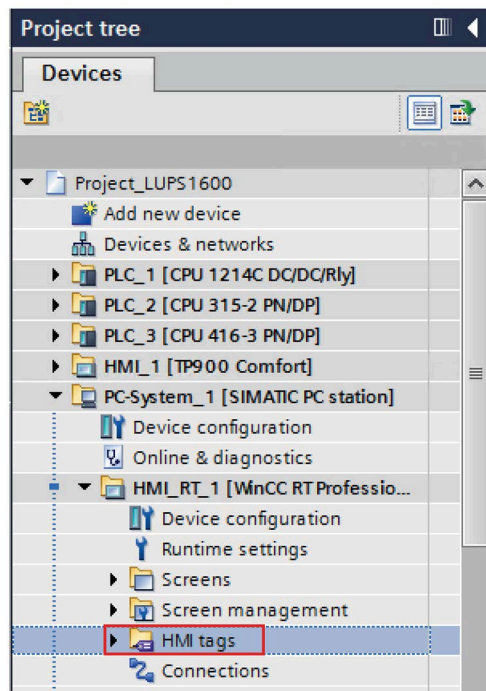 Project tree
Devices
Project_LUPS1600
Add new device
Devices & networks
PLC_1 [CPU 1214C DC/DC/Rly]
PLC_2 [CPU 315-2 PN/DP]
PLC_3 [CPU 416-3 PN/DP]
HMI_1 [TP900 Comfort]
PC-System_1 [SIMATIC PC station]
Device configuration
Online & diagnostics
HMI_RT_1 [WinCC RT Professio...
Device configuration
Runtime settings
Screens
Screen management
HMI tags
Connections